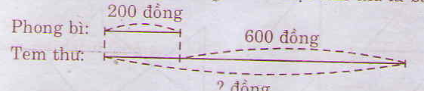 200 đồng
Phong bì:
600 đồng
Tem thư:
? đồng